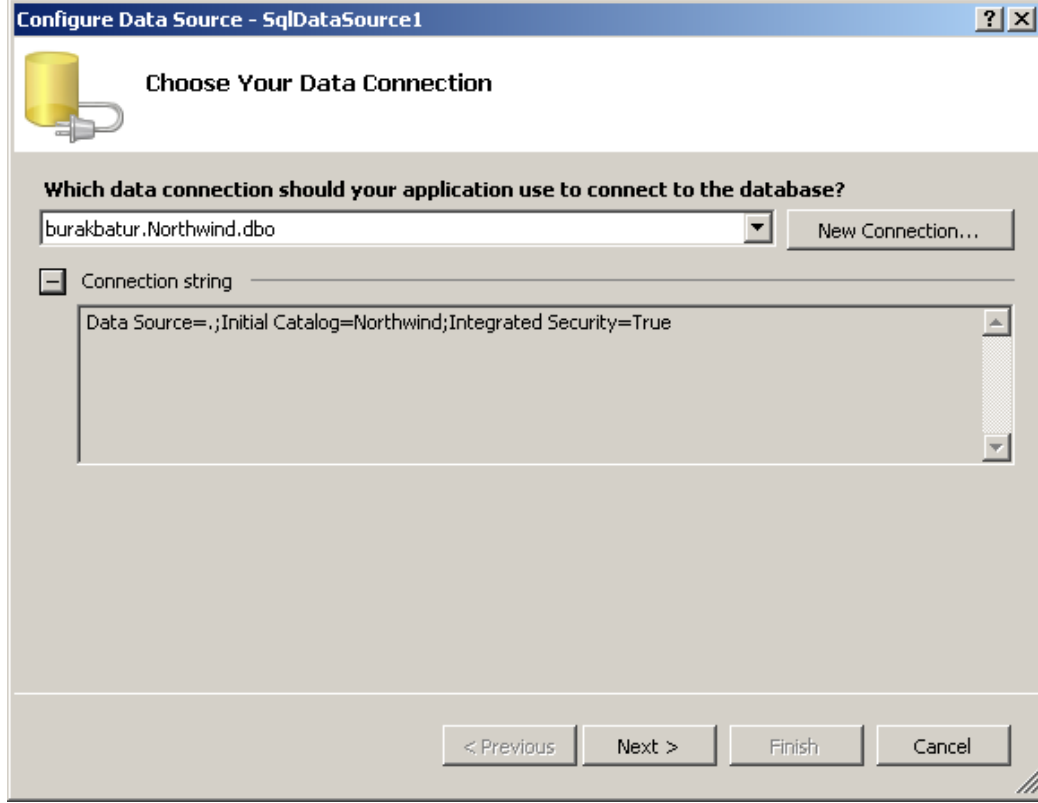 Configure Data Source - SqlDataSource1
Choose Your Data Connection
Which data connection should your application use to connect to the database?
burakbatur.Northwind.dbo
New Connection...
Connection string
Data Source=.;Initial Catalog=Northwind;Integrated Security=True
< Previous
Next >
Finish
Cancel